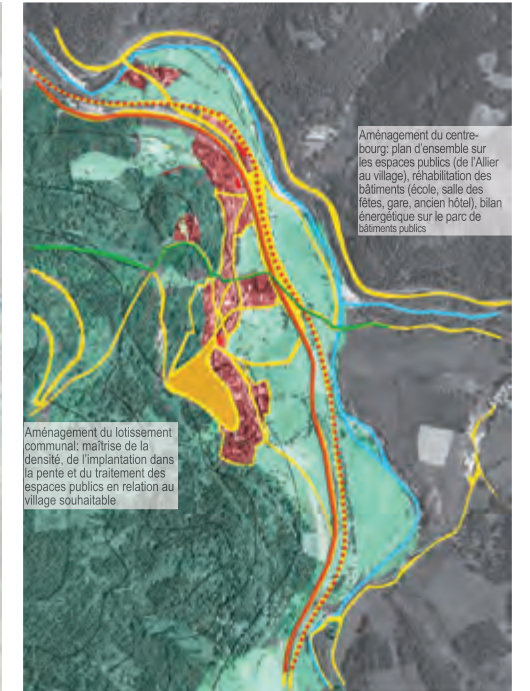 Aménagement du centre-
bourg: plan d'ensemble sur
les espaces publics (de l'Allier
au village), réhabilitation des
bâtiments (école, salle des
fêtes, gare, ancien hôtel), bilan
énergétique sur le parc de
bâtiments publics
Aménagement du lotissement
communal: maîtrise de la
densité, de l'implantation dans
la pente et du traitement des
espaces publics en relation au
village souhaitable